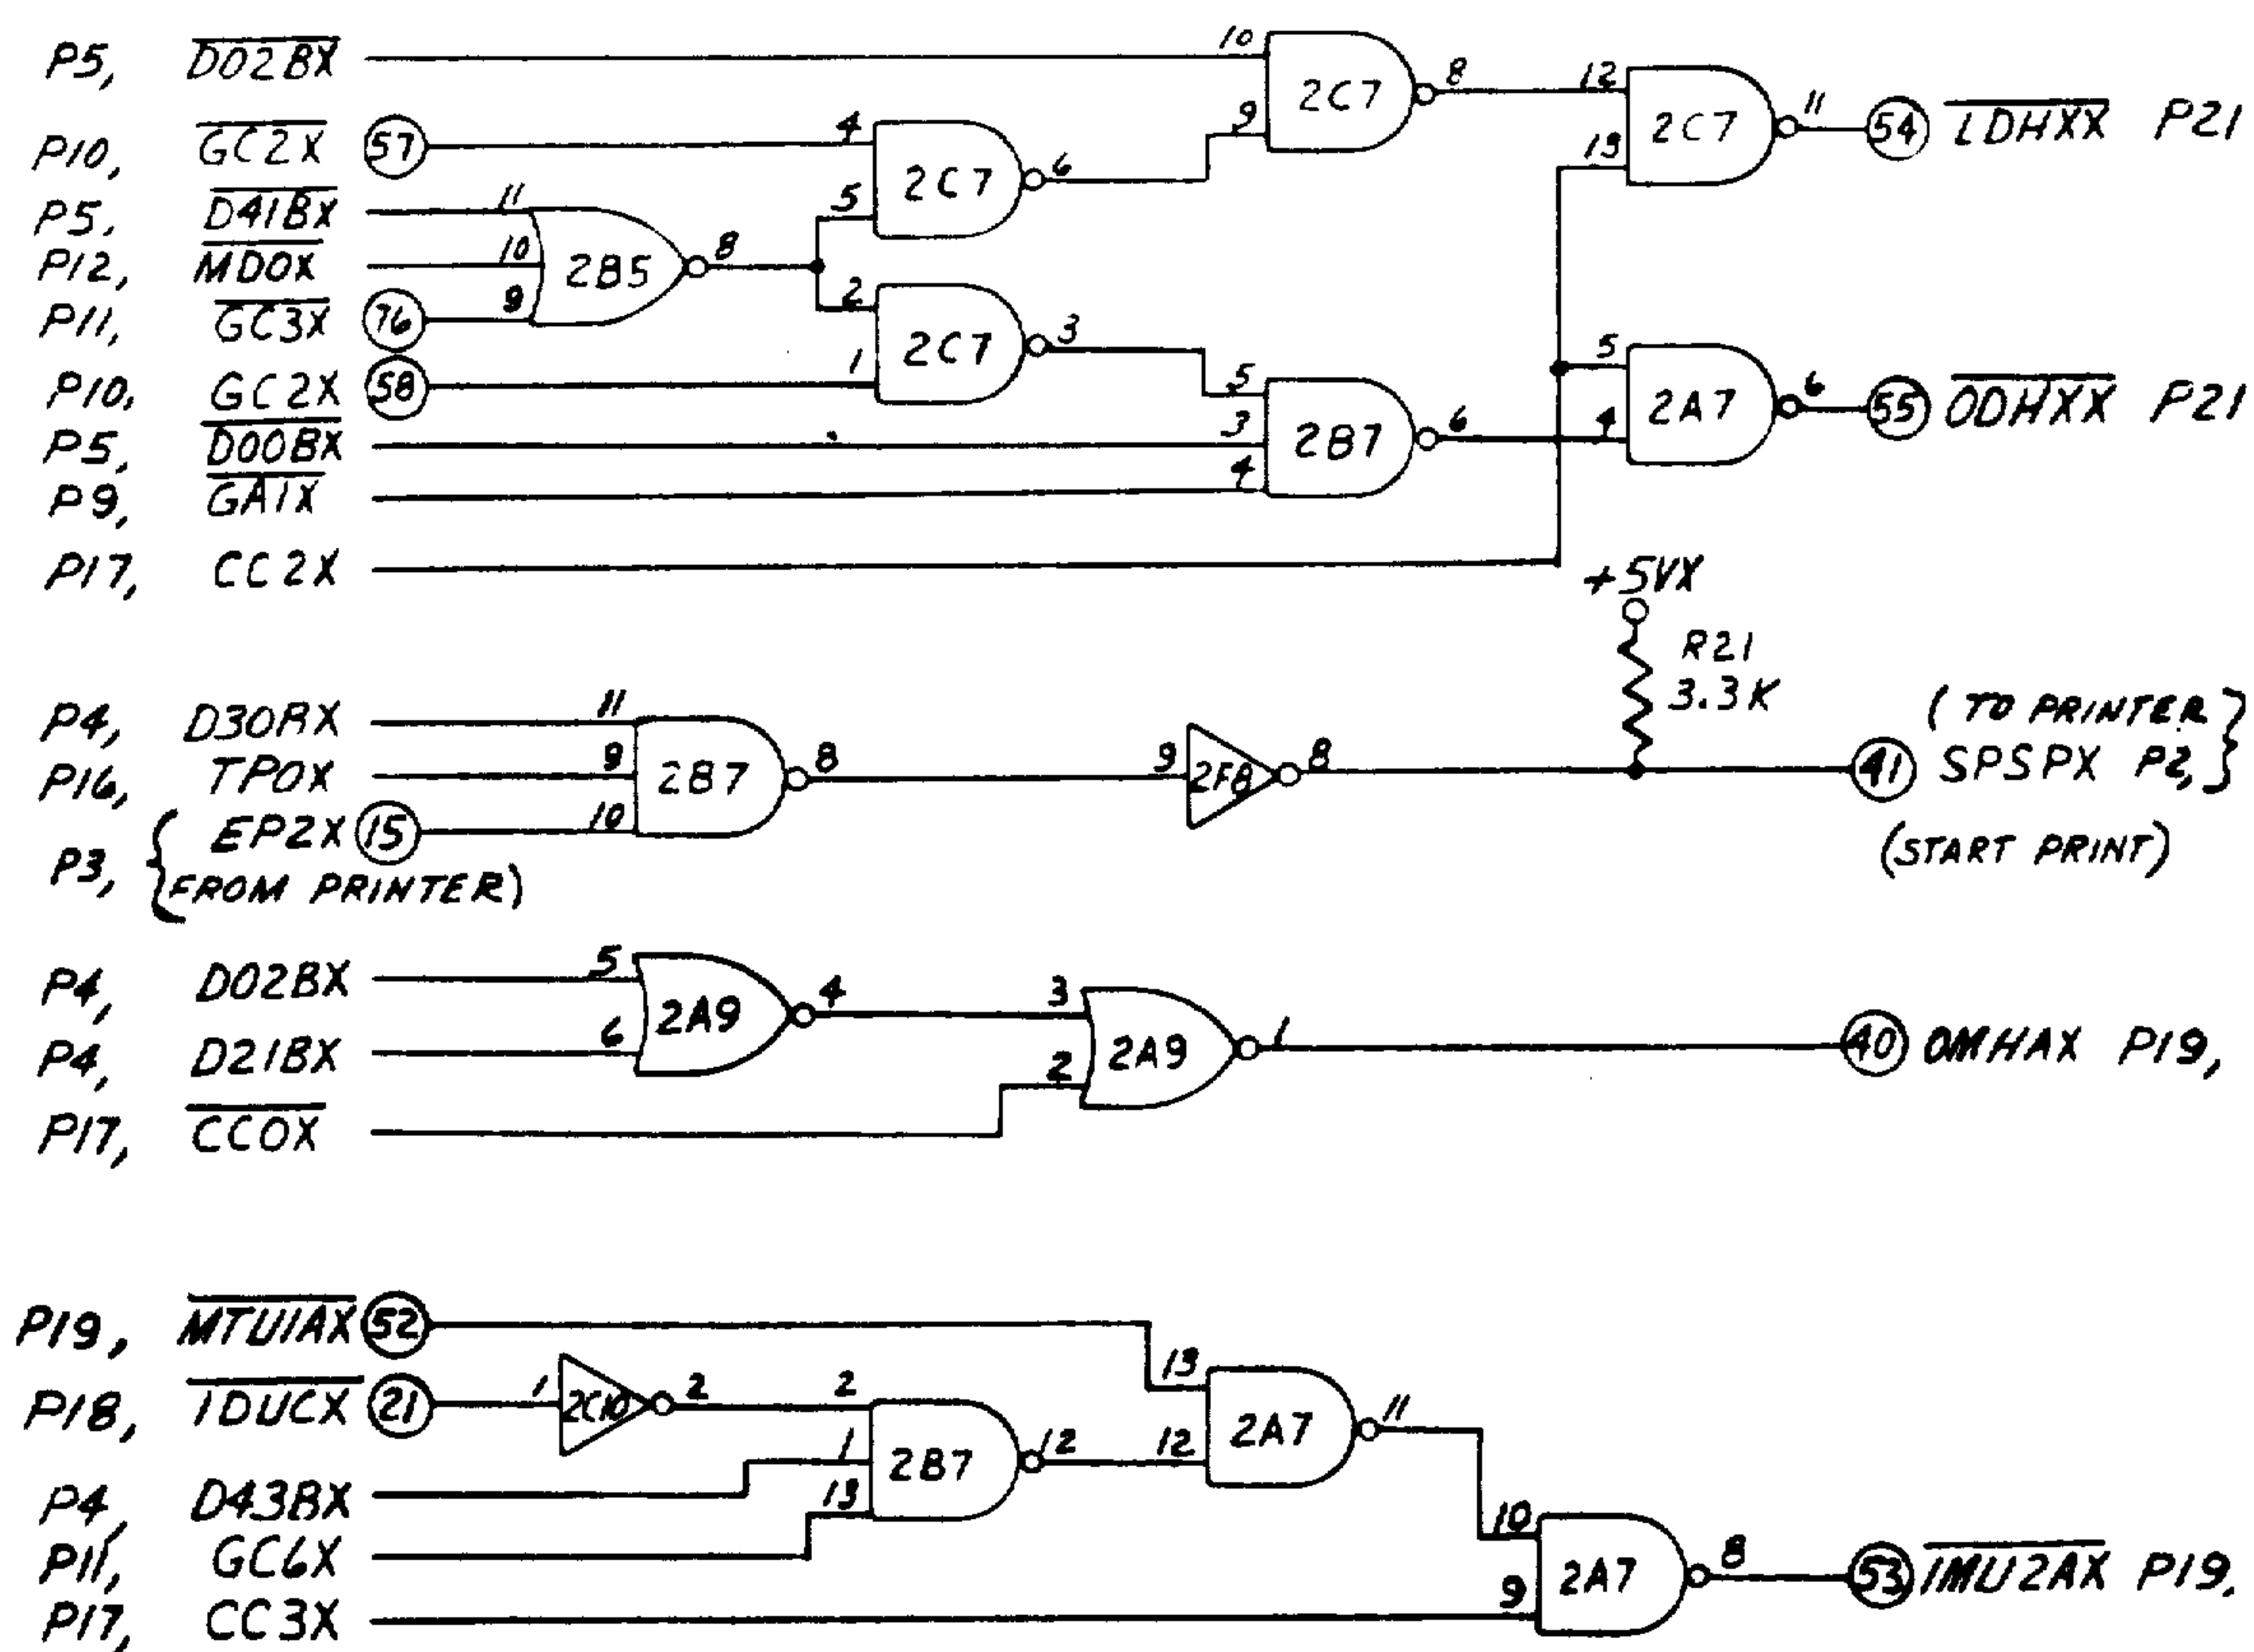 P5, D02BX 10 2C7 8 12 2C7 11 54 LDHXX P21
9 13
P10, GC2X 57 4 2C7 6
5
P5, D41BX 11
P12, MD0X 10 2B5 8
P11, GC3X 76 9
2 2C7 3
1
P10, GC2X 58
5 2A7 6 55 ODHXX P21
4
P5, D00BX 3
5 2B7 6
P9, GA1X 4
P17, CC2X
+5VX
R21
3.3K
P4, D30BX 11
P16, TP0X 9 2B7 8 9 2F8 8 41 SPSPX P2,
(TO PRINTER
EP2X 15 10
P3, (FROM PRINTER)
(START PRINT)
P4, D02BX 5 2A9 4 3 2A9 1 40 OMHAX P19,
P4, D21BX 6
2
P17, CC0X
P19, MTU1AX 52 13 2A7 11
P18, IDUCX 21 1 2C10 2 2 2B7 12 12
P4, D43BX 1
P11, GC6X 13
10 2A7 8 53 IMU2AX P19,
P17, CC3X 9